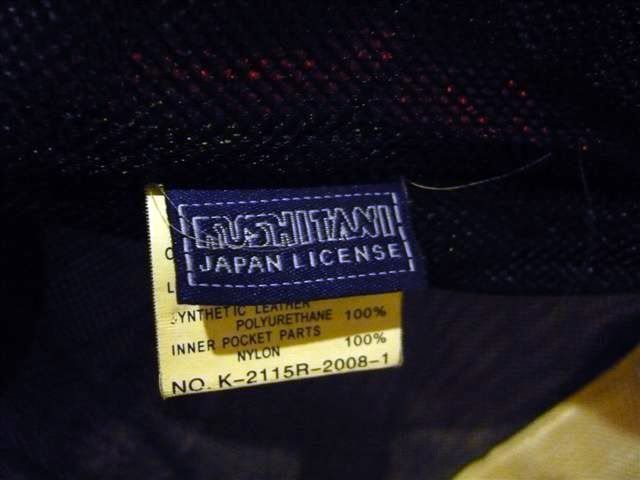 KUSHITANI
JAPAN LICENSE
SYNTHETIC LEATHER
POLYURETHANE 100%
INNER POCKET PARTS
NYLON 100%
NO. K-2115R-2008-1